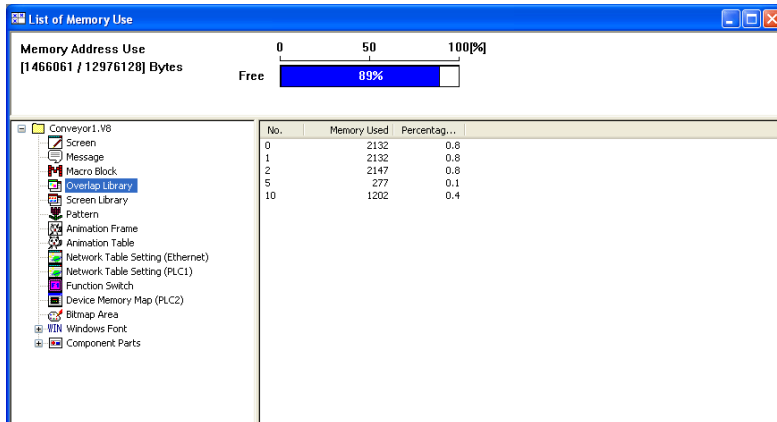 List of Memory Use
Memory Address Use
[1466061 / 12976128] Bytes
0 50 100[%]
Free 89%
Conveyor1.V8
Screen
Message
Macro Block
Overlap Library
Screen Library
Pattern
Animation Frame
Animation Table
Network Table Setting (Ethernet)
Network Table Setting (PLC1)
Function Switch
Device Memory Map (PLC2)
Bitmap Area
WIN Windows Font
Component Parts
No. Memory Used Percentag...
0 2132 0.8
1 2132 0.8
2 2147 0.8
5 277 0.1
10 1202 0.4